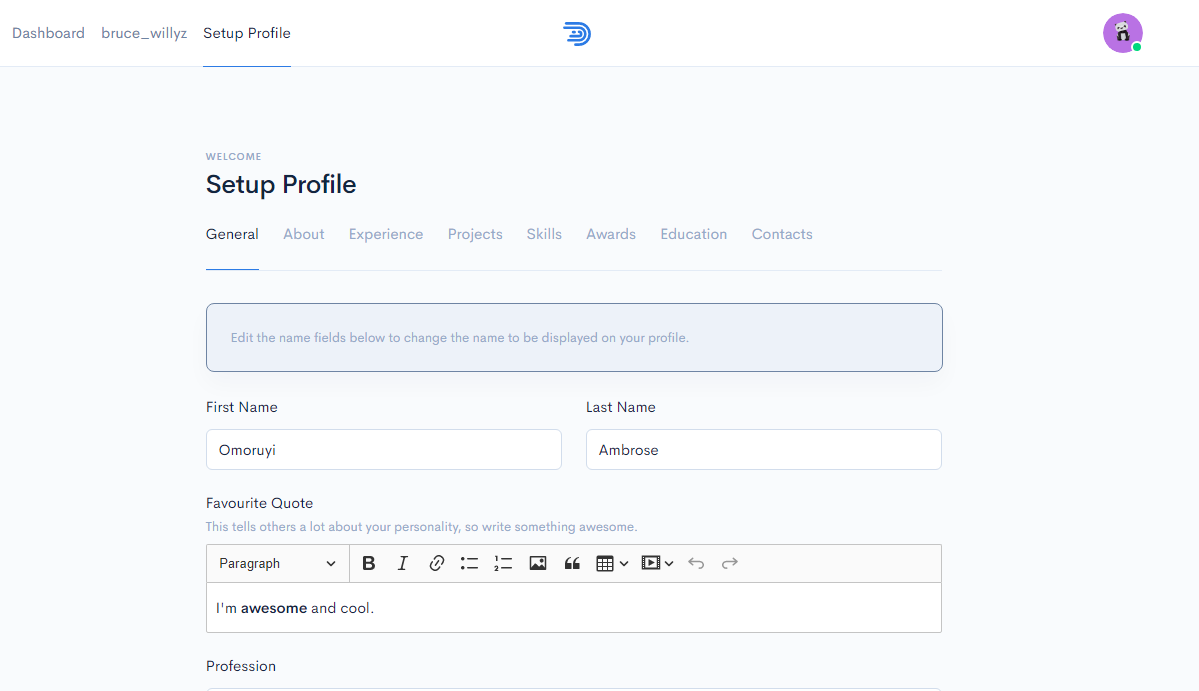 Dashboard bruce_willyz Setup Profile
WELCOME
Setup Profile
General About Experience Projects Skills Awards Education Contacts
Edit the name fields below to change the name to be displayed on your profile.
First Name Last Name
Omoruyi Ambrose
Favourite Quote
This tells others a lot about your personality, so write something awesome.
Paragraph B I
I'm awesome and cool.
Profession